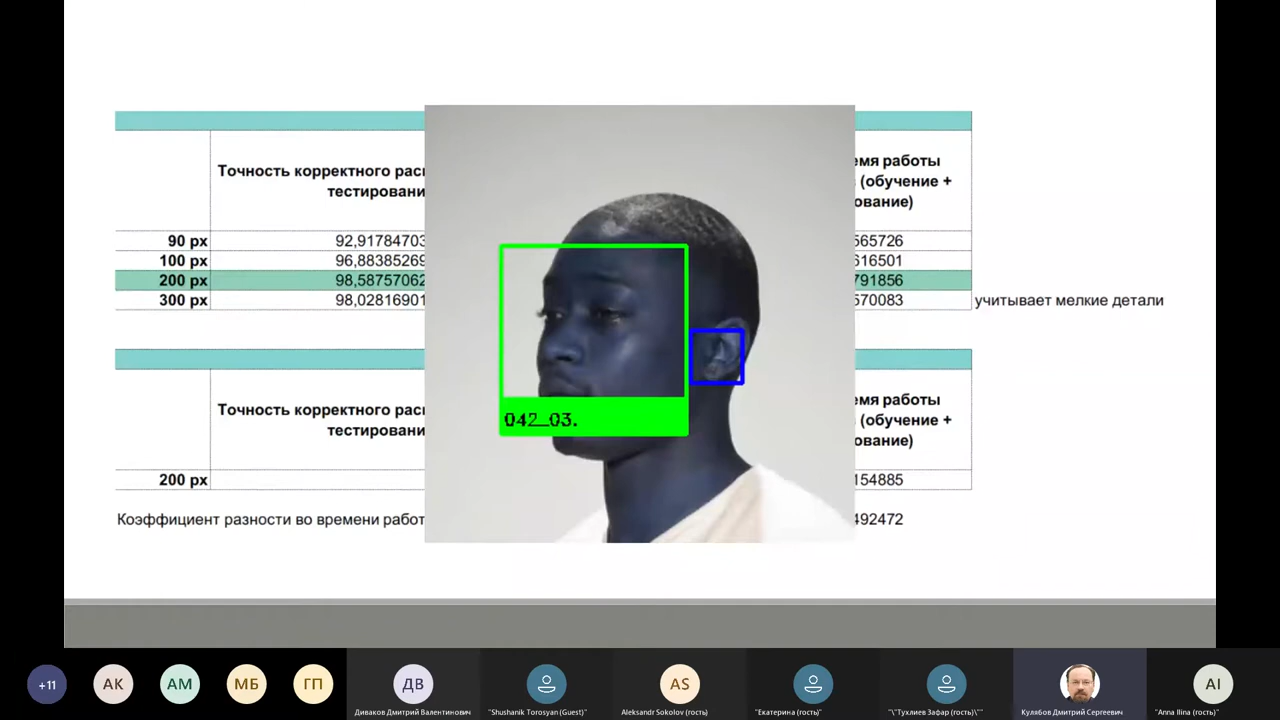 Точность корректного
тестировани
емя работы
(обучение +
ование)
90 px 92,91784703 565726
100 px 96,88385269 616501
200 px 98,58757062 791856
300 px 98,02816901 570083 учитывает мелкие детали
Точность корректного
тестировани
емя работы
(обучение +
ование)
200 px 154885
Коэффициент разности во времени работ 492472
042_03.
+11
АК
АМ
МБ
ГП
ДВ
Диваков Дмитрий Валентинович
"Shushanik Torosyan (Guest)"
AS
Aleksandr Sokolov (гость)
"Екатерина (гость)"
"\"Тухлиев Зафар (гость)\""
Кулябов Дмитрий Сергеевич
AI
"Anna Ilina (гость)"